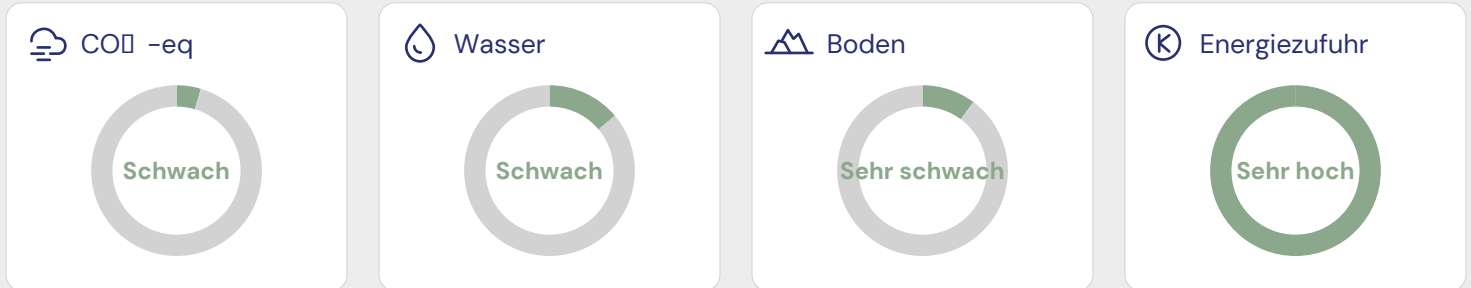 CO▯ -eq
Schwach
Wasser
Schwach
Boden
Sehr schwach
Energiezufuhr
Sehr hoch